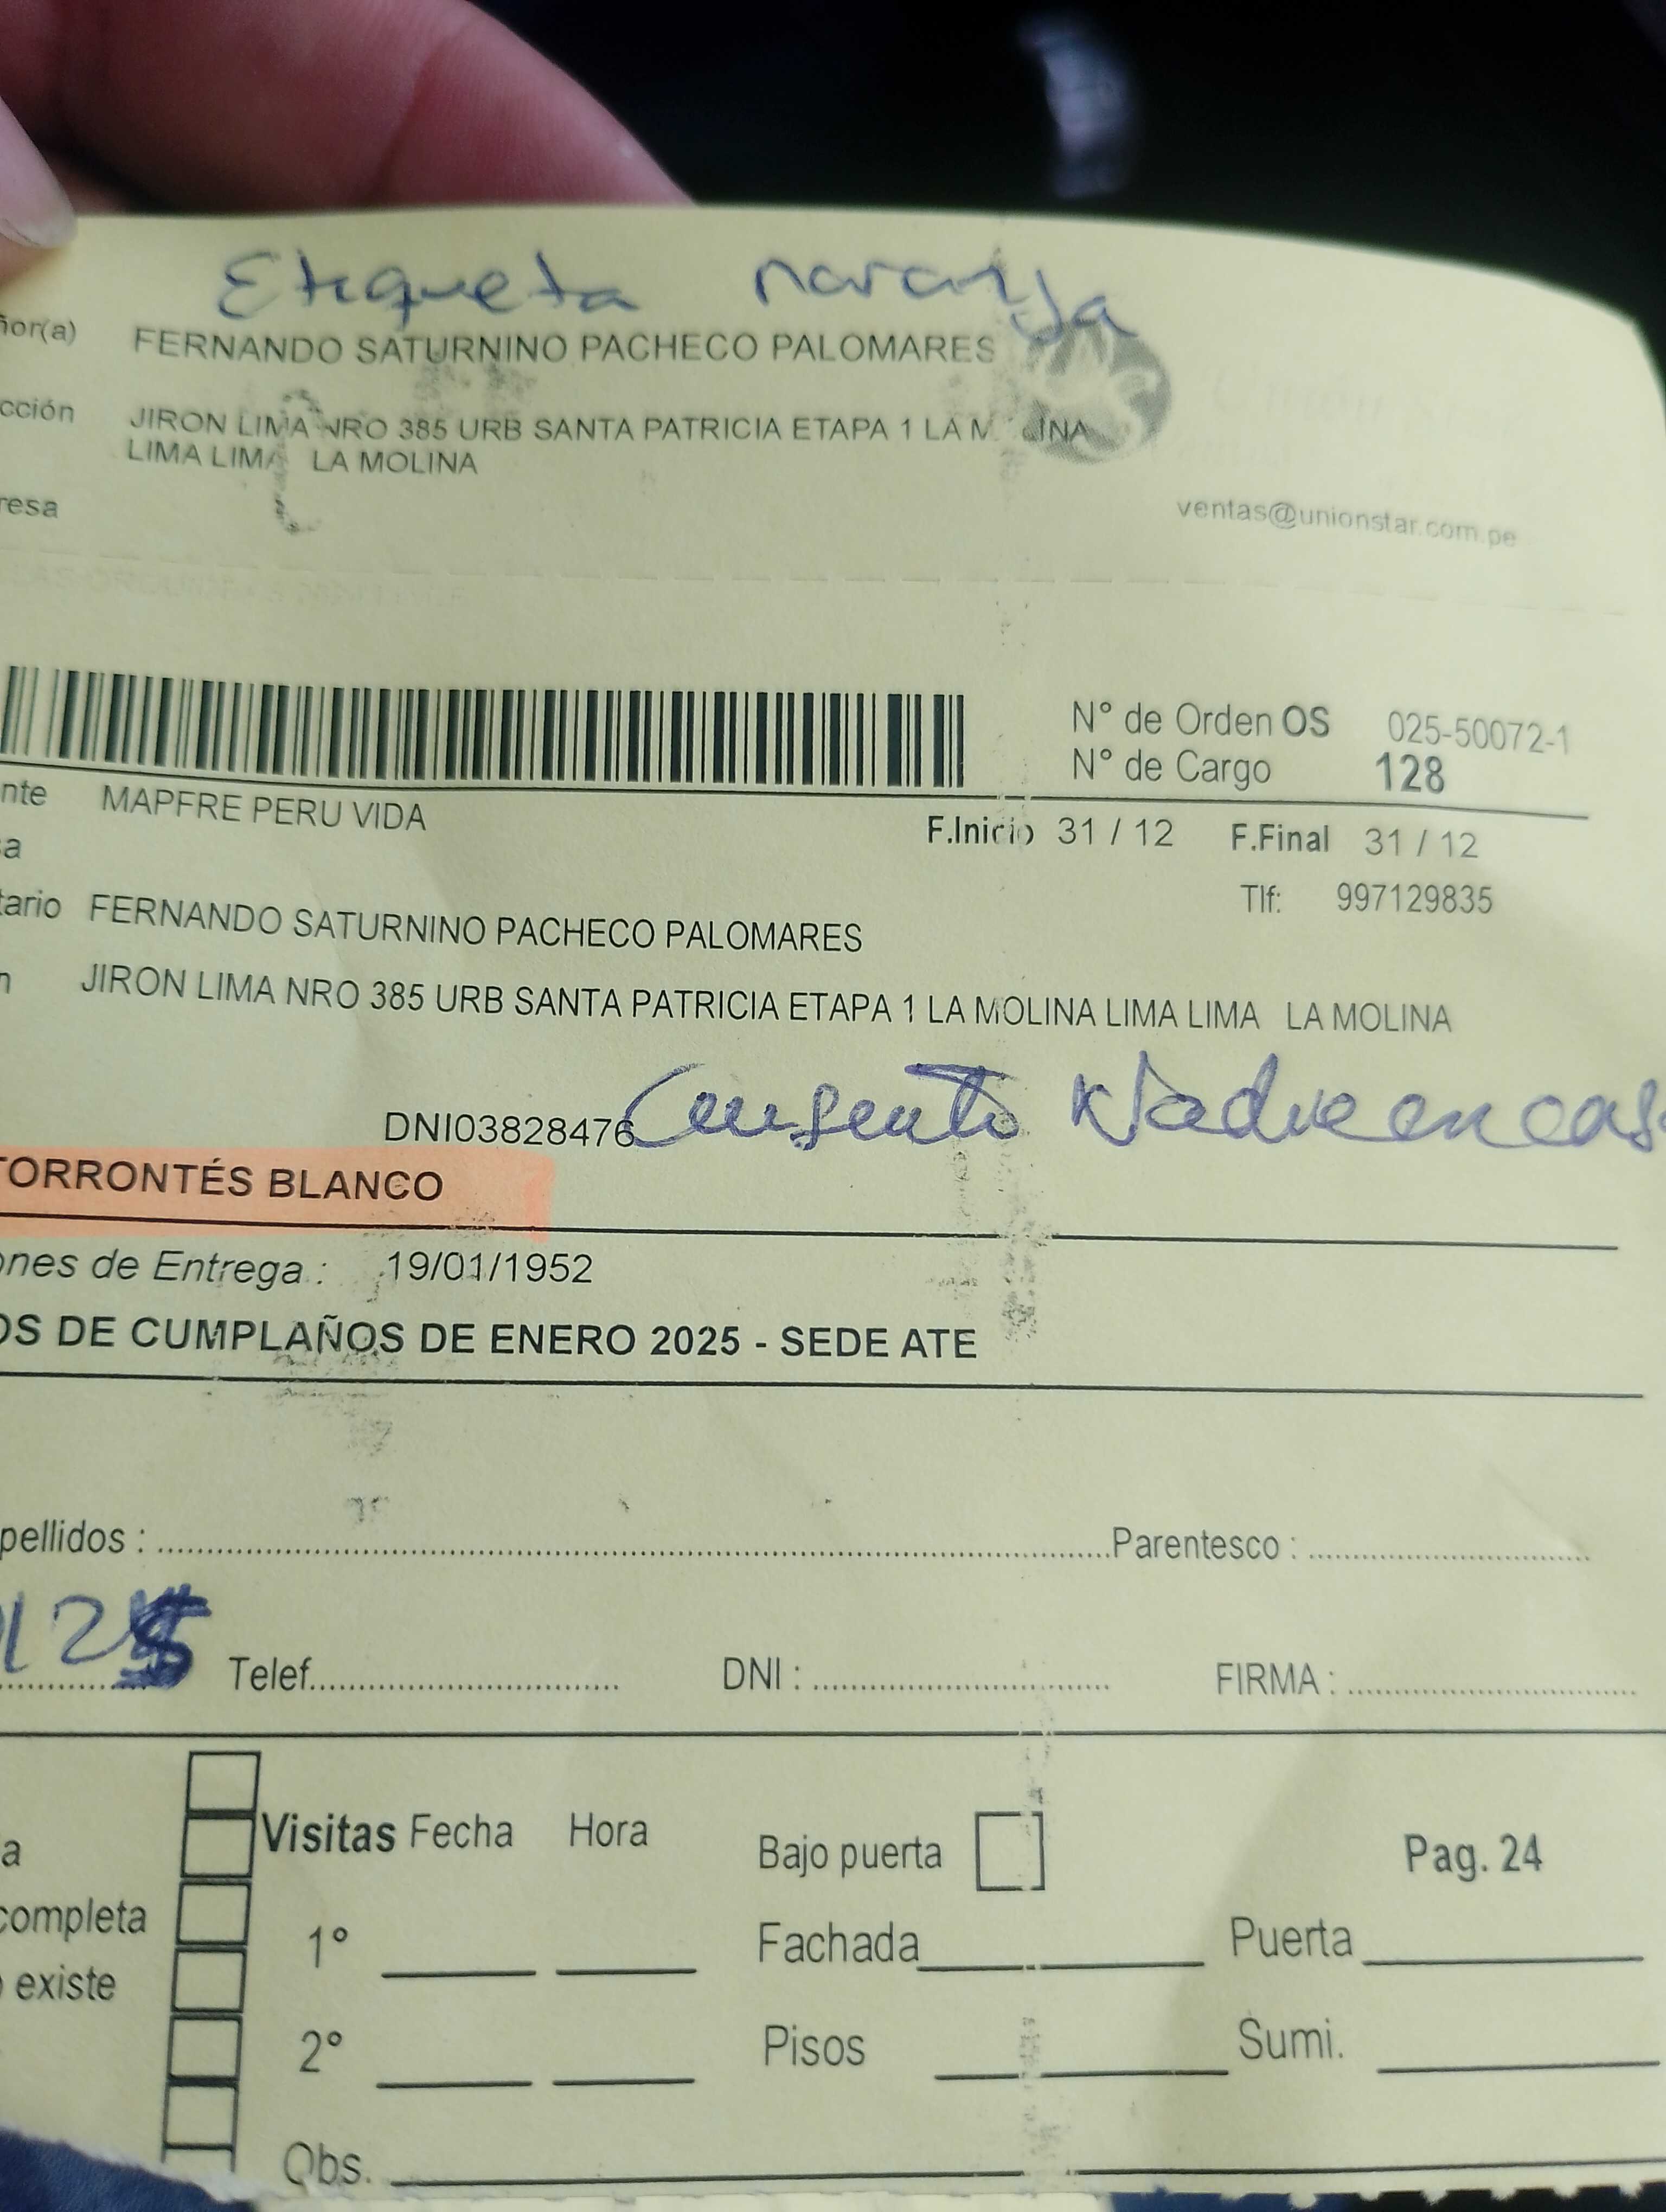 Etiqueta naranja
ñor(a) FERNANDO SATURNINO PACHECO PALOMARES
cción JIRON LIMA NRO 385 URB SANTA PATRICIA ETAPA 1 LA M LINA
LIMA LIMA LA MOLINA
resa
ventas@unionstar.com.pe
N° de Orden OS 025-50072-1
N° de Cargo 128
nte MAPFRE PERU VIDA
F.Inicio 31 / 12 F.Final 31 / 12
a
Tlf: 997129835
tario FERNANDO SATURNINO PACHECO PALOMARES
n JIRON LIMA NRO 385 URB SANTA PATRICIA ETAPA 1 LA MOLINA LIMA LIMA LA MOLINA
DNI03828476 Nadie en casa
TORRONTÉS BLANCO
ones de Entrega : 19/01/1952
OS DE CUMPLAÑOS DE ENERO 2025 - SEDE ATE
pellidos : Parentesco :
Telef. DNI : FIRMA :
Visitas Fecha Hora
a Bajo puerta Pag. 24
completa 1° Fachada Puerta
existe
2° Pisos Sumi.
Obs.